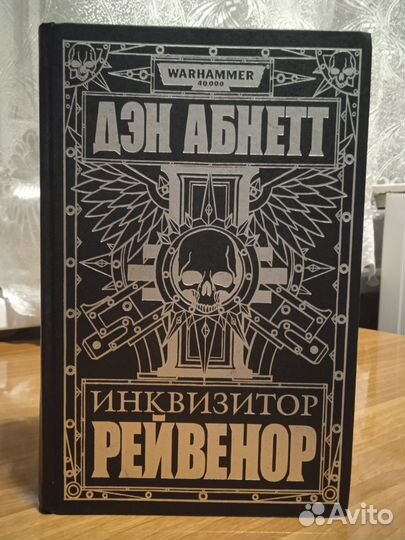 WARHAMMER
40,000
ДЭН АБНЕТТ
ИНКВИЗИТОР
РЕЙВЕНОР
Avito